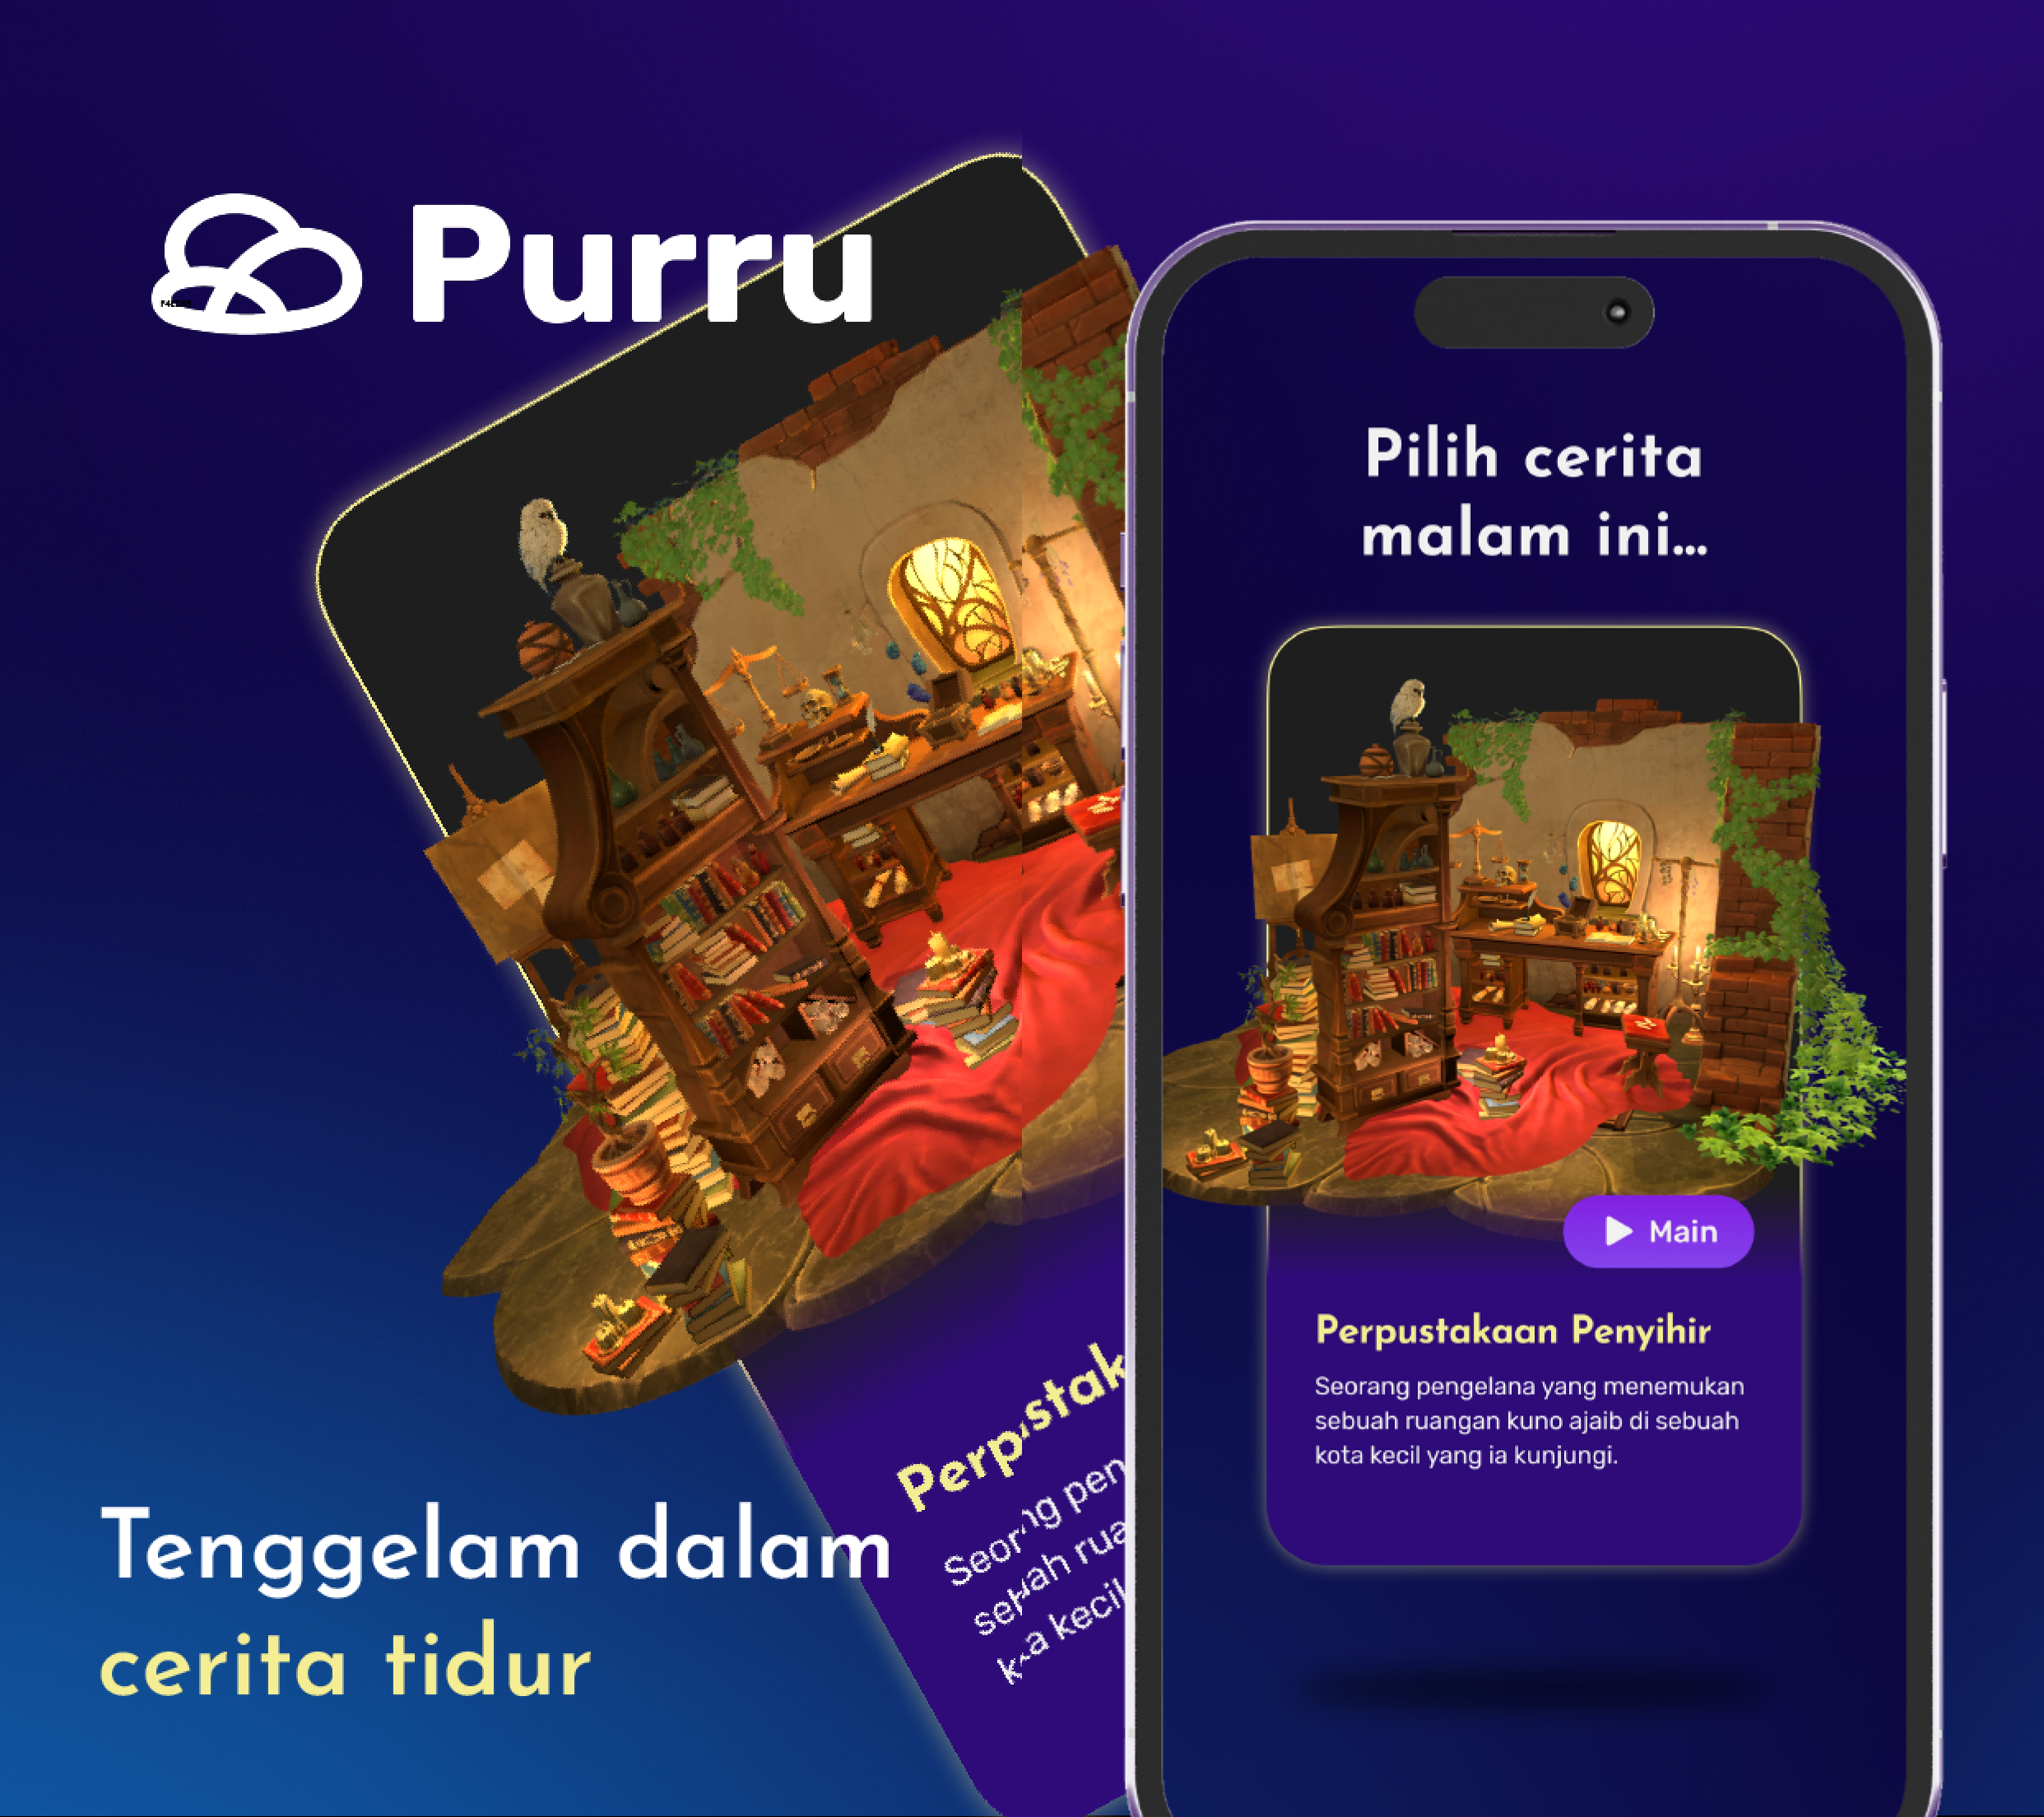 Purru
Pilih cerita
malam ini...
Main
Perpustakaan Penyihir
Seorang pengelana yang menemukan
sebuah ruangan kuno ajaib di sebuah
kota kecil yang ia kunjungi.
Tenggelam dalam
cerita tidur